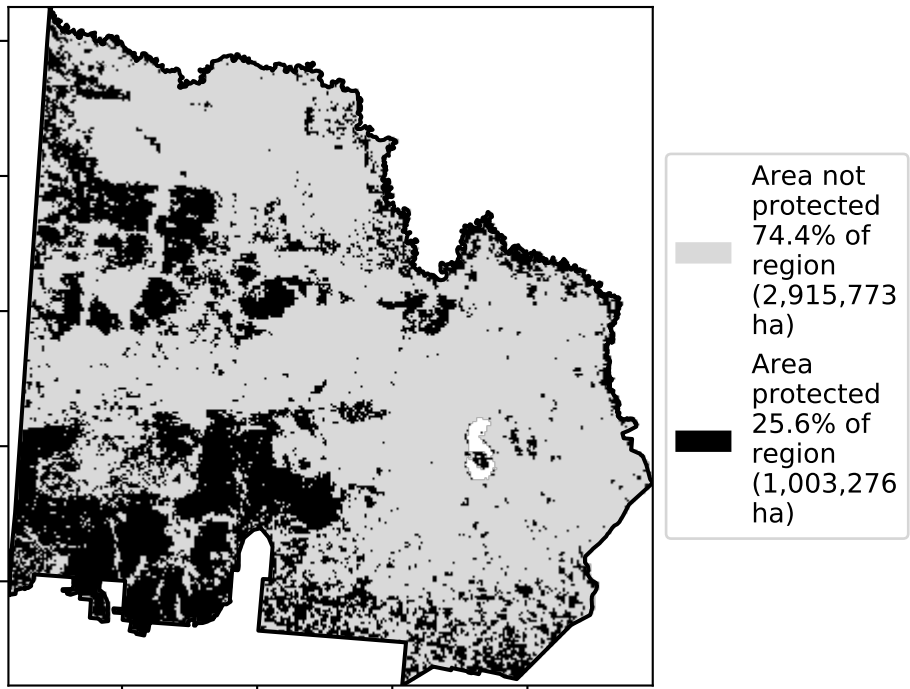 Area not
protected
74.4% of
region
(2,915,773
ha)
Area
protected
25.6% of
region
(1,003,276
ha)